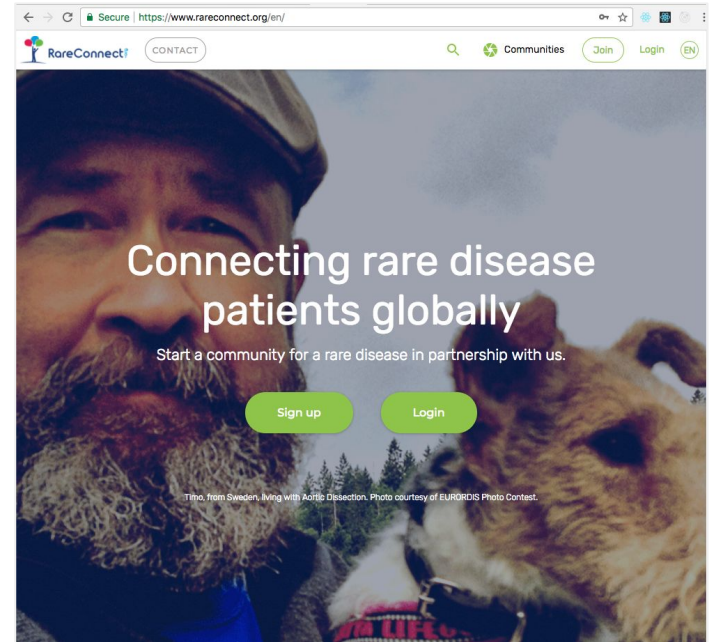 Secure | https://www.rareconnect.org/en/
RareConnect
CONTACT
Communities
Join
Login
EN
Connecting rare disease
patients globally
Start a community for a rare disease in partnership with us.
Sign up
Login
Timo, from Sweden, living with Aortic Dissection. Photo courtesy of EURORDIS Photo Contest.